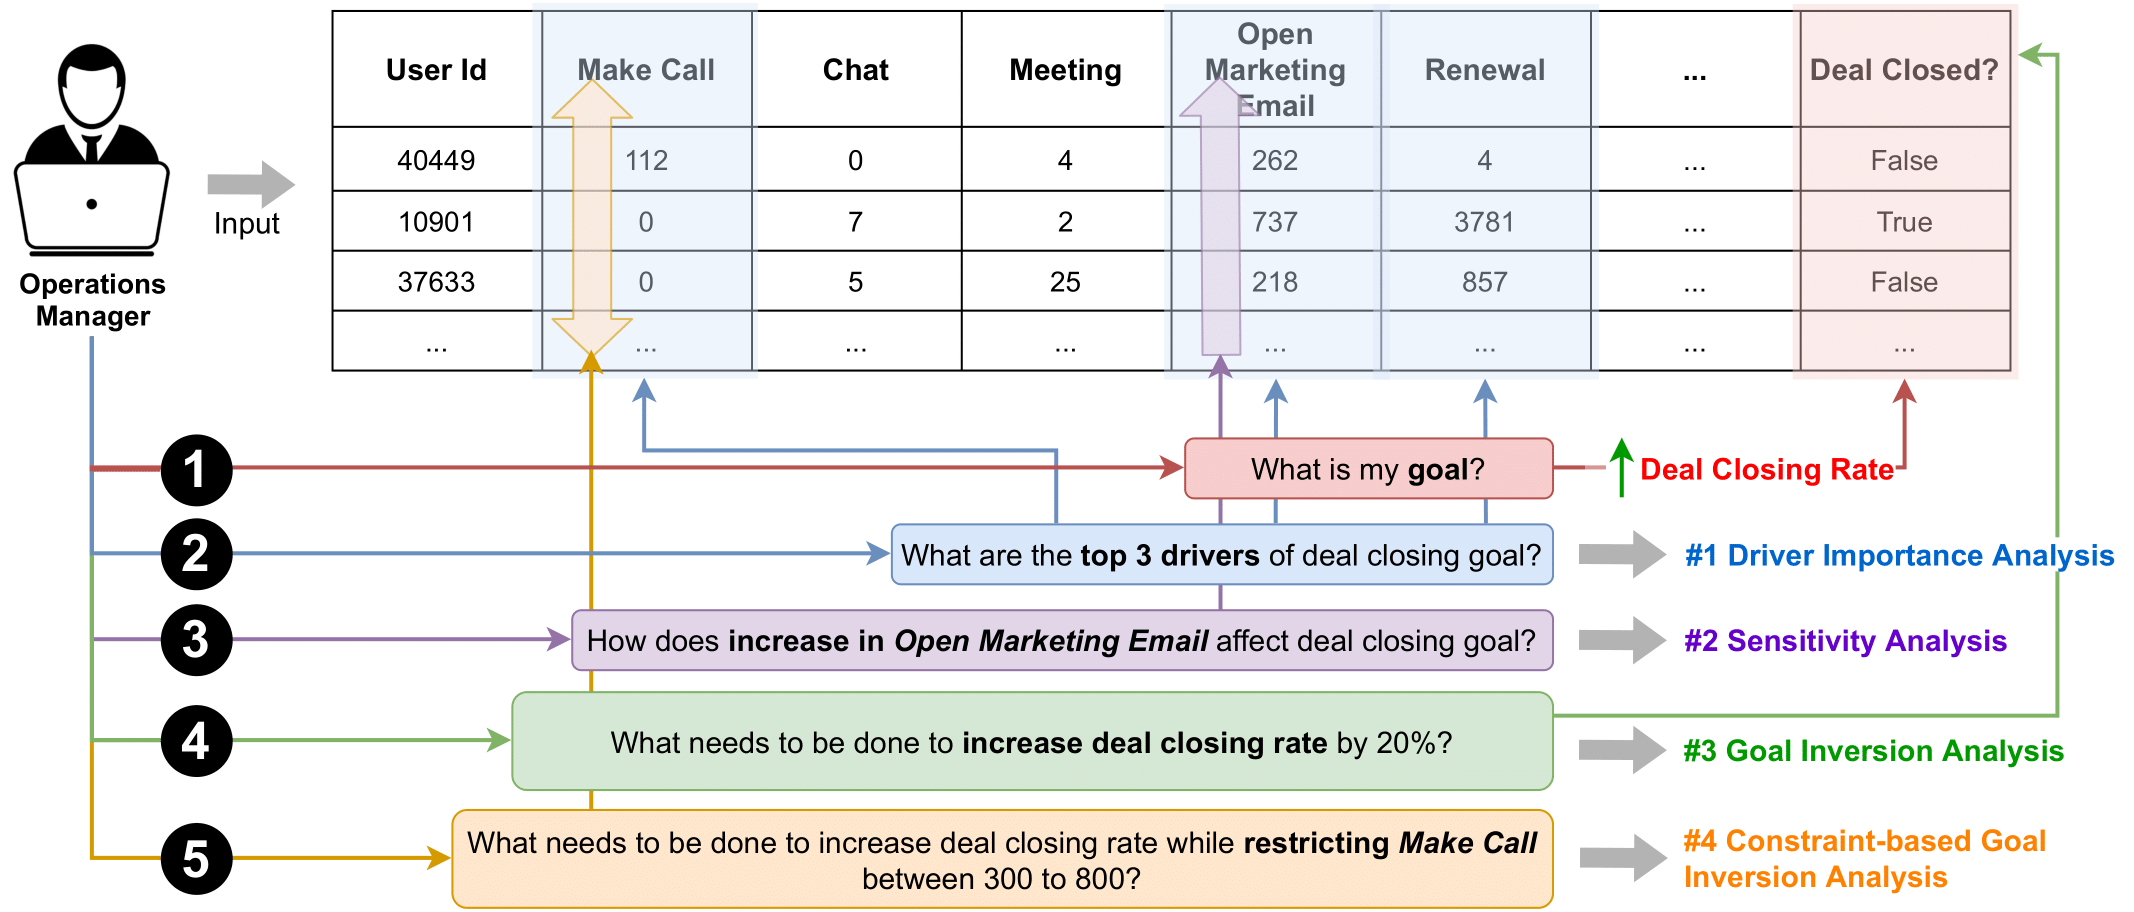 User Id Make Call Chat Meeting Open Marketing Email Renewal ... Deal Closed?
40449 112 0 4 262 4 ... False
10901 0 7 2 737 3781 ... True
37633 0 5 25 218 857 ... False
... ... ... ... ... ... ... ...
Input
Operations
Manager
1 What is my goal? Deal Closing Rate
2 What are the top 3 drivers of deal closing goal? #1 Driver Importance Analysis
3 How does increase in Open Marketing Email affect deal closing goal? #2 Sensitivity Analysis
4 What needs to be done to increase deal closing rate by 20%? #3 Goal Inversion Analysis
5 What needs to be done to increase deal closing rate while restricting Make Call
between 300 to 800?
#4 Constraint-based Goal
Inversion Analysis